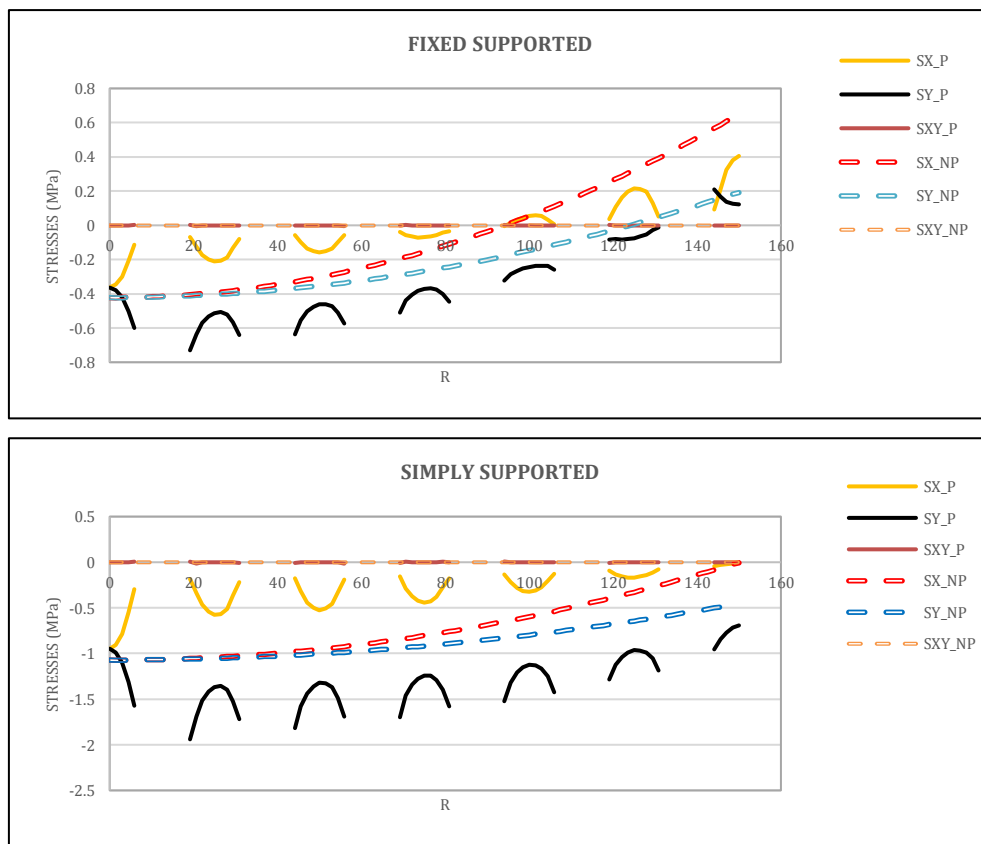 FIXED SUPPORTED
STRESSES (MPa)
0.8
0.6
0.4
0.2
0
-0.2
-0.4
-0.6
-0.8
0 20 40 60 80 100 120 140 160
R
SX_P
SY_P
SXY_P
SX_NP
SY_NP
SXY_NP
SIMPLY SUPPORTED
STRESSES (MPa)
0.5
0
-0.5
-1
-1.5
-2
-2.5
0 20 40 60 80 100 120 140 160
R
SX_P
SY_P
SXY_P
SX_NP
SY_NP
SXY_NP